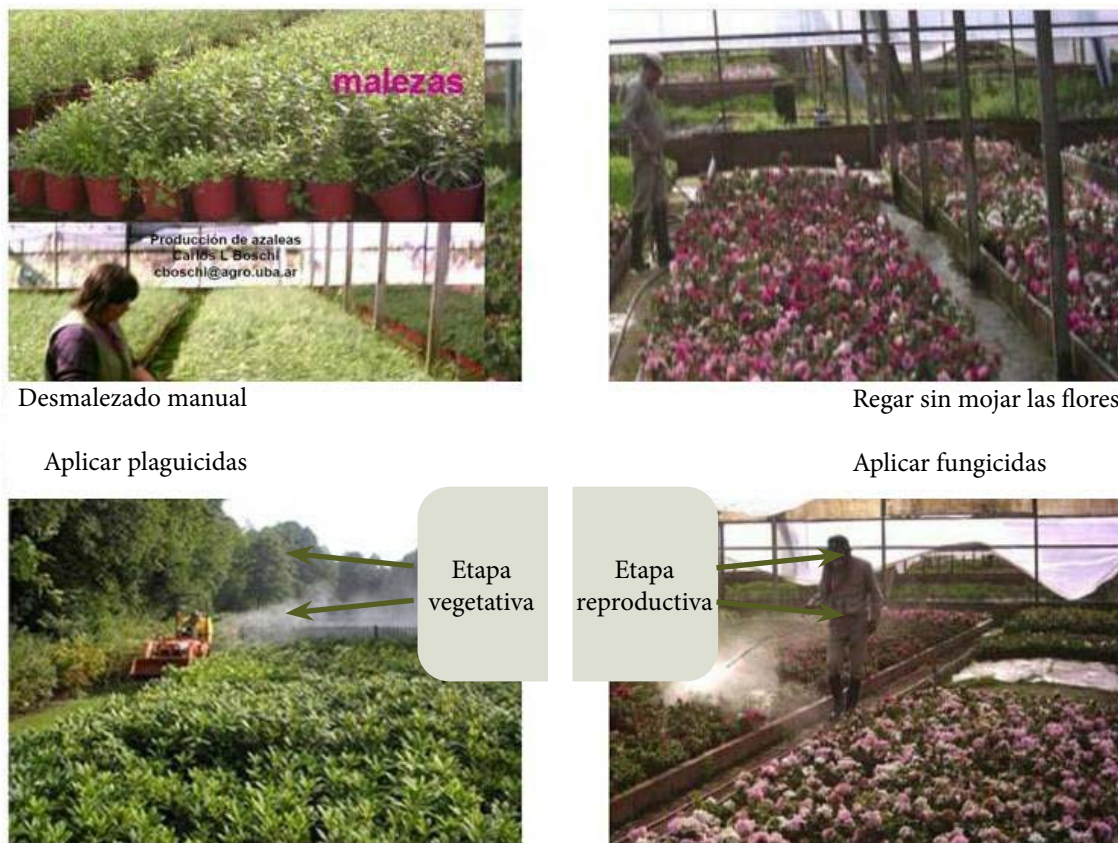 malezas
Producción de azaleas
Carlos L Boschi
cboschi@agro.uba.ar
Desmalezado manual
Regar sin mojar las flores
Aplicar plaguicidas
Aplicar fungicidas
Etapa
vegetativa
Etapa
reproductiva